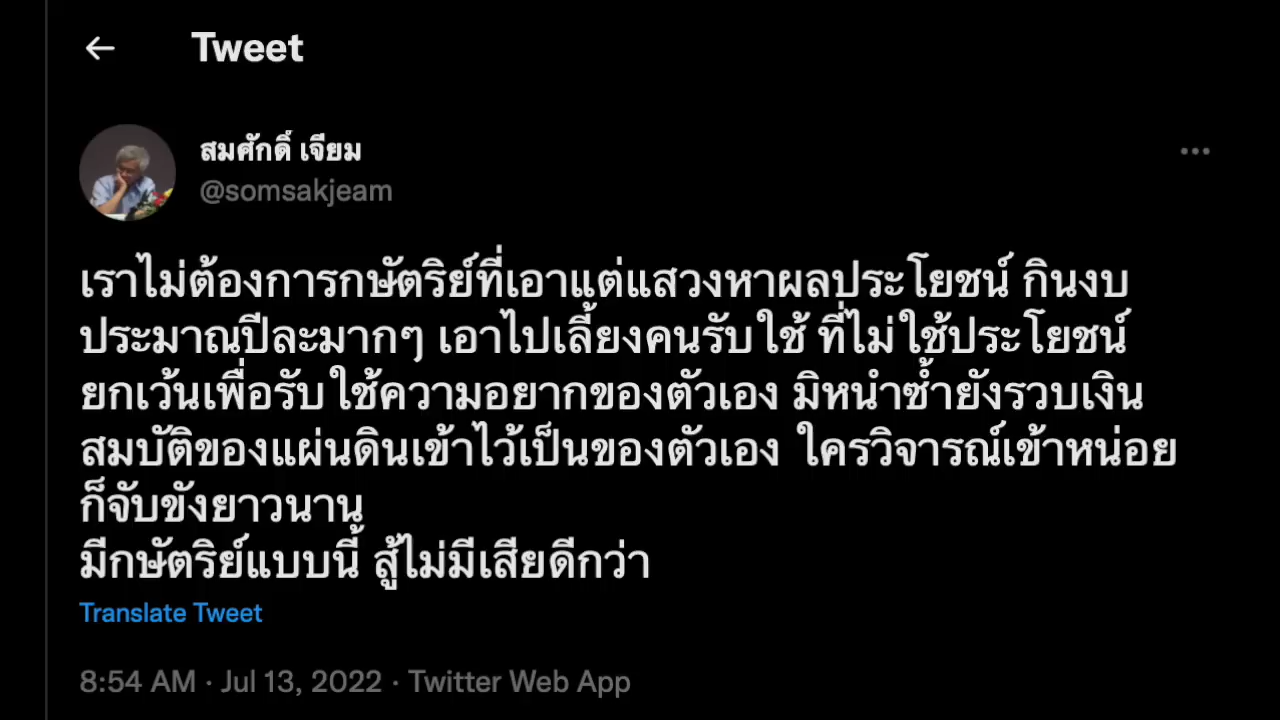 Tweet
สมศักดิ์ เจียม
@somsakjeam
เราไม่ต้องการกษัตริย์ที่เอาแต่แสวงหาผลประโยชน์ กินงบ
ประมาณปีละมากๆ เอาไปเลี้ยงคนรับใช้ ที่ไม่ใช้ประโยชน์
ยกเว้นเพื่อรับใช้ความอยากของตัวเอง มิหนำซ้ำยังรวบเงิน
สมบัติของแผ่นดินเข้าไว้เป็นของตัวเอง ใครวิจารณ์เข้าหน่อย
ก็จับขังยาวนาน
มีกษัตริย์แบบนี้ สู้ไม่มีเสียดีกว่า
Translate Tweet
8:54 AM · Jul 13, 2022 · Twitter Web App